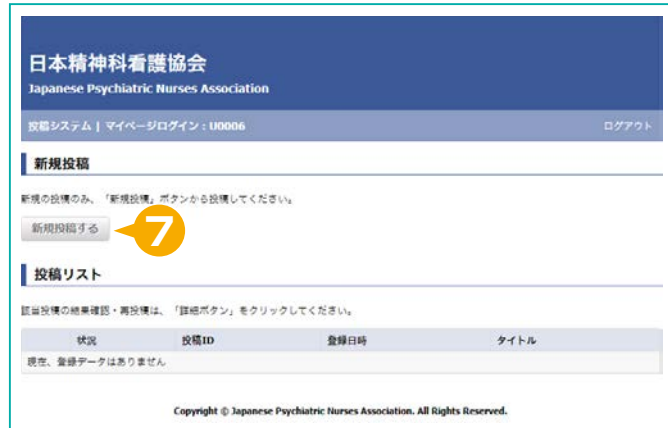 日本精神科看護協会
Japanese Psychiatric Nurses Association
投稿システム | マイページログイン : U0006 ログアウト
新規投稿
新規の投稿のみ、「新規投稿」ボタンから投稿してください。
新規投稿する 7
投稿リスト
該当投稿の結果確認・再投稿は、「詳細ボタン」をクリックしてください。
状況 投稿ID 登録日時 タイトル
現在、登録データはありません
Copyright © Japanese Psychiatric Nurses Association. All Rights Reserved.